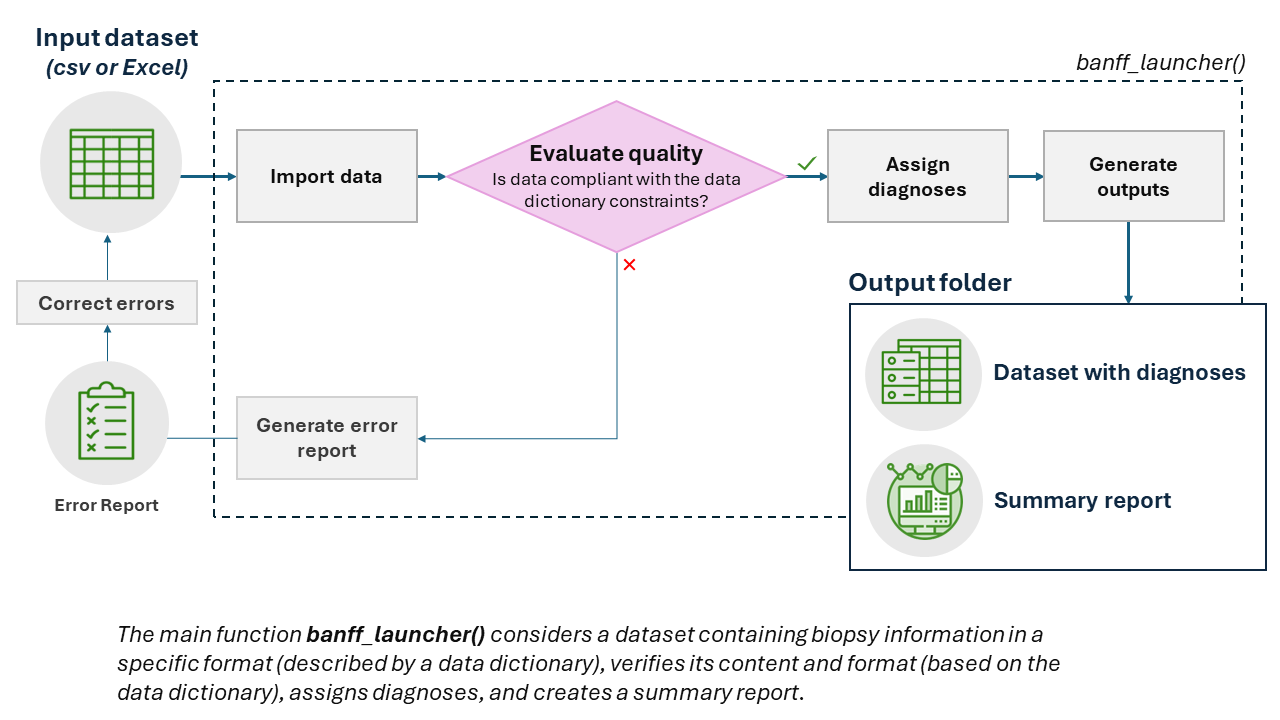 Input dataset
(csv or Excel)
banff_launcher()
Import data
Evaluate quality
Is data compliant with the data
dictionary constraints?
Assign
diagnoses
Generate
outputs
Output folder
Correct errors
Dataset with diagnoses
Generate error
report
Error Report
Summary report
The main function banff_launcher() considers a dataset containing biopsy information in a
specific format (described by a data dictionary), verifies its content and format (based on the
data dictionary), assigns diagnoses, and creates a summary report.